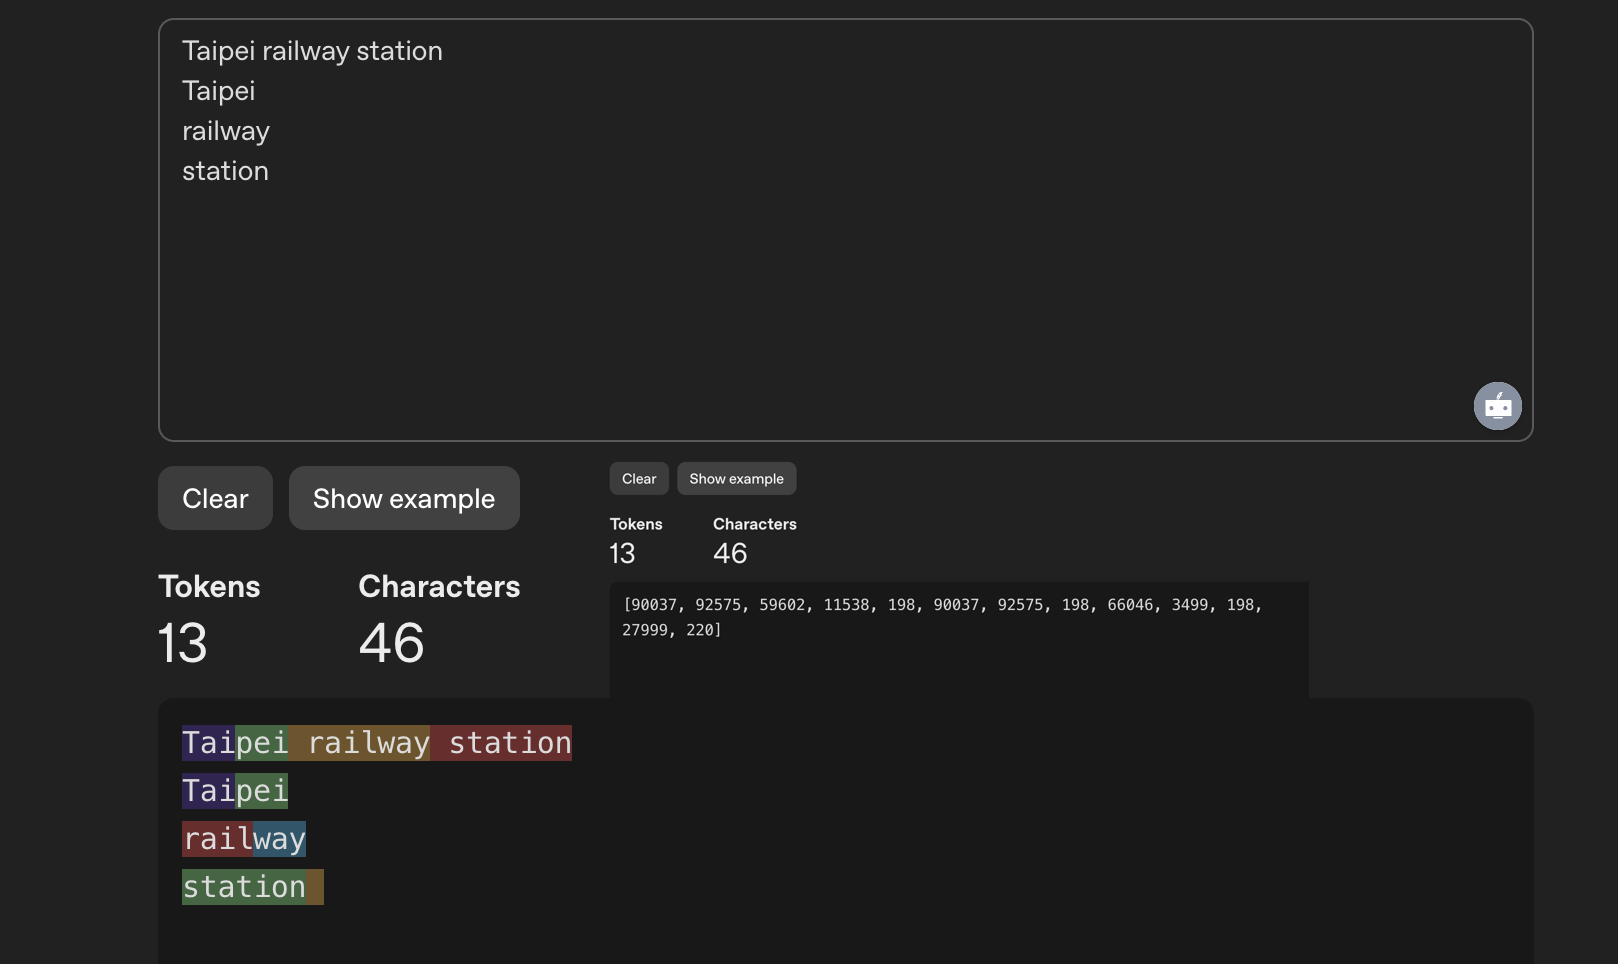 Taipei railway station
Taipei
railway
station
Clear Show example
Tokens Characters
13 46
Clear Show example
Tokens Characters
13 46
[90037, 92575, 59602, 11538, 198, 90037, 92575, 198, 66046, 3499, 198,
27999, 220]
Taipei railway station
Taipei
railway
station